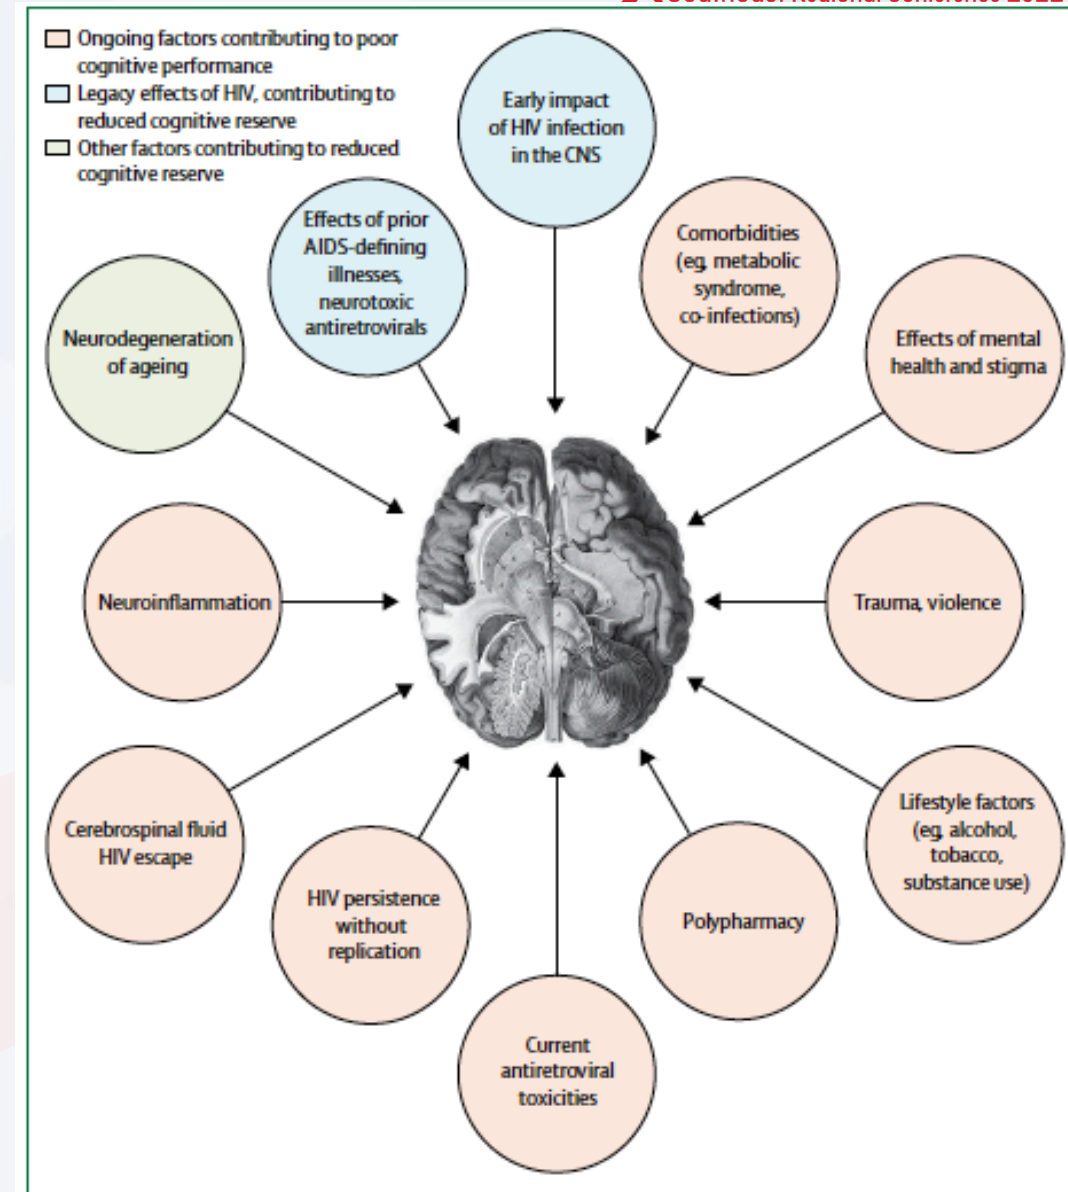 Regional Conference 2022
Ongoing factors contributing to poor
cognitive performance
Legacy effects of HIV, contributing to
reduced cognitive reserve
Other factors contributing to reduced
cognitive reserve
Early impact
of HIV infection
in the CNS
Effects of prior
AIDS-defining
illnesses,
neurotoxic
antiretrovirals
Comorbidities
(eg, metabolic
syndrome,
co-infections)
Neurodegeneration
of ageing
Effects of mental
health and stigma
Neuroinflammation
Trauma, violence
Cerebrospinal fluid
HIV escape
Lifestyle factors
(eg, alcohol,
tobacco,
substance use)
HIV persistence
without
replication
Polypharmacy
Current
antiretroviral
toxicities